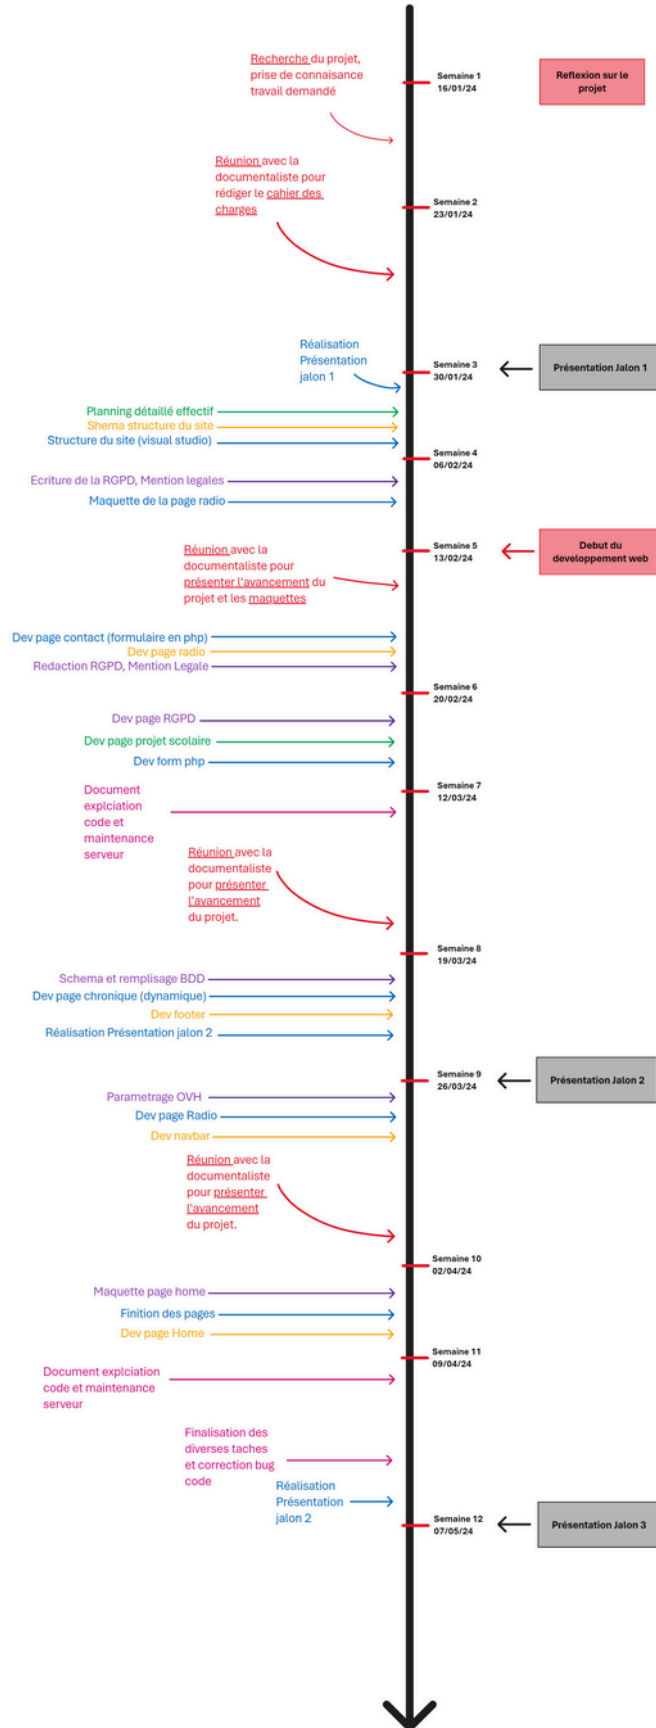 Recherche du projet,
prise de connaisance
travail demandé
Semaine 1
16/01/24
Reflexion sur le
projet
Réunion avec la
documentaliste pour
rédiger le cahier des
charges
Semaine 2
23/01/24
Réalisation
Présentation
jalon 1
Semaine 3
30/01/24
Présentation Jalon 1
Planning détaillé effectif
Shema structure du site
Structure du site (visual studio)
Semaine 4
06/02/24
Ecriture de la RGPD, Mention legales
Maquette de la page radio
Réunion avec la
documentaliste pour
présenter l'avancement du
projet et les maquettes
Semaine 5
13/02/24
Debut du
developpement web
Dev page contact (formulaire en php)
Dev page radio
Redaction RGPD, Mention Legale
Semaine 6
20/02/24
Dev page RGPD
Dev page projet scolaire
Dev form php
Semaine 7
12/03/24
Document
explciation
code et
maintenance
serveur
Réunion avec la
documentaliste
pour présenter
l'avancement
du projet.
Semaine 8
19/03/24
Schema et remplisage BDD
Dev page chronique (dynamique)
Dev footer
Réalisation Présentation jalon 2
Semaine 9
26/03/24
Présentation Jalon 2
Parametrage OVH
Dev page Radio
Dev navbar
Réunion avec la
documentaliste
pour présenter
l'avancement
du projet.
Semaine 10
02/04/24
Maquette page home
Finition des pages
Dev page Home
Semaine 11
09/04/24
Document explciation
code et maintenance
serveur
Finalisation des
diverses taches
et correction bug
code
Réalisation
Présentation
jalon 2
Semaine 12
07/05/24
Présentation Jalon 3